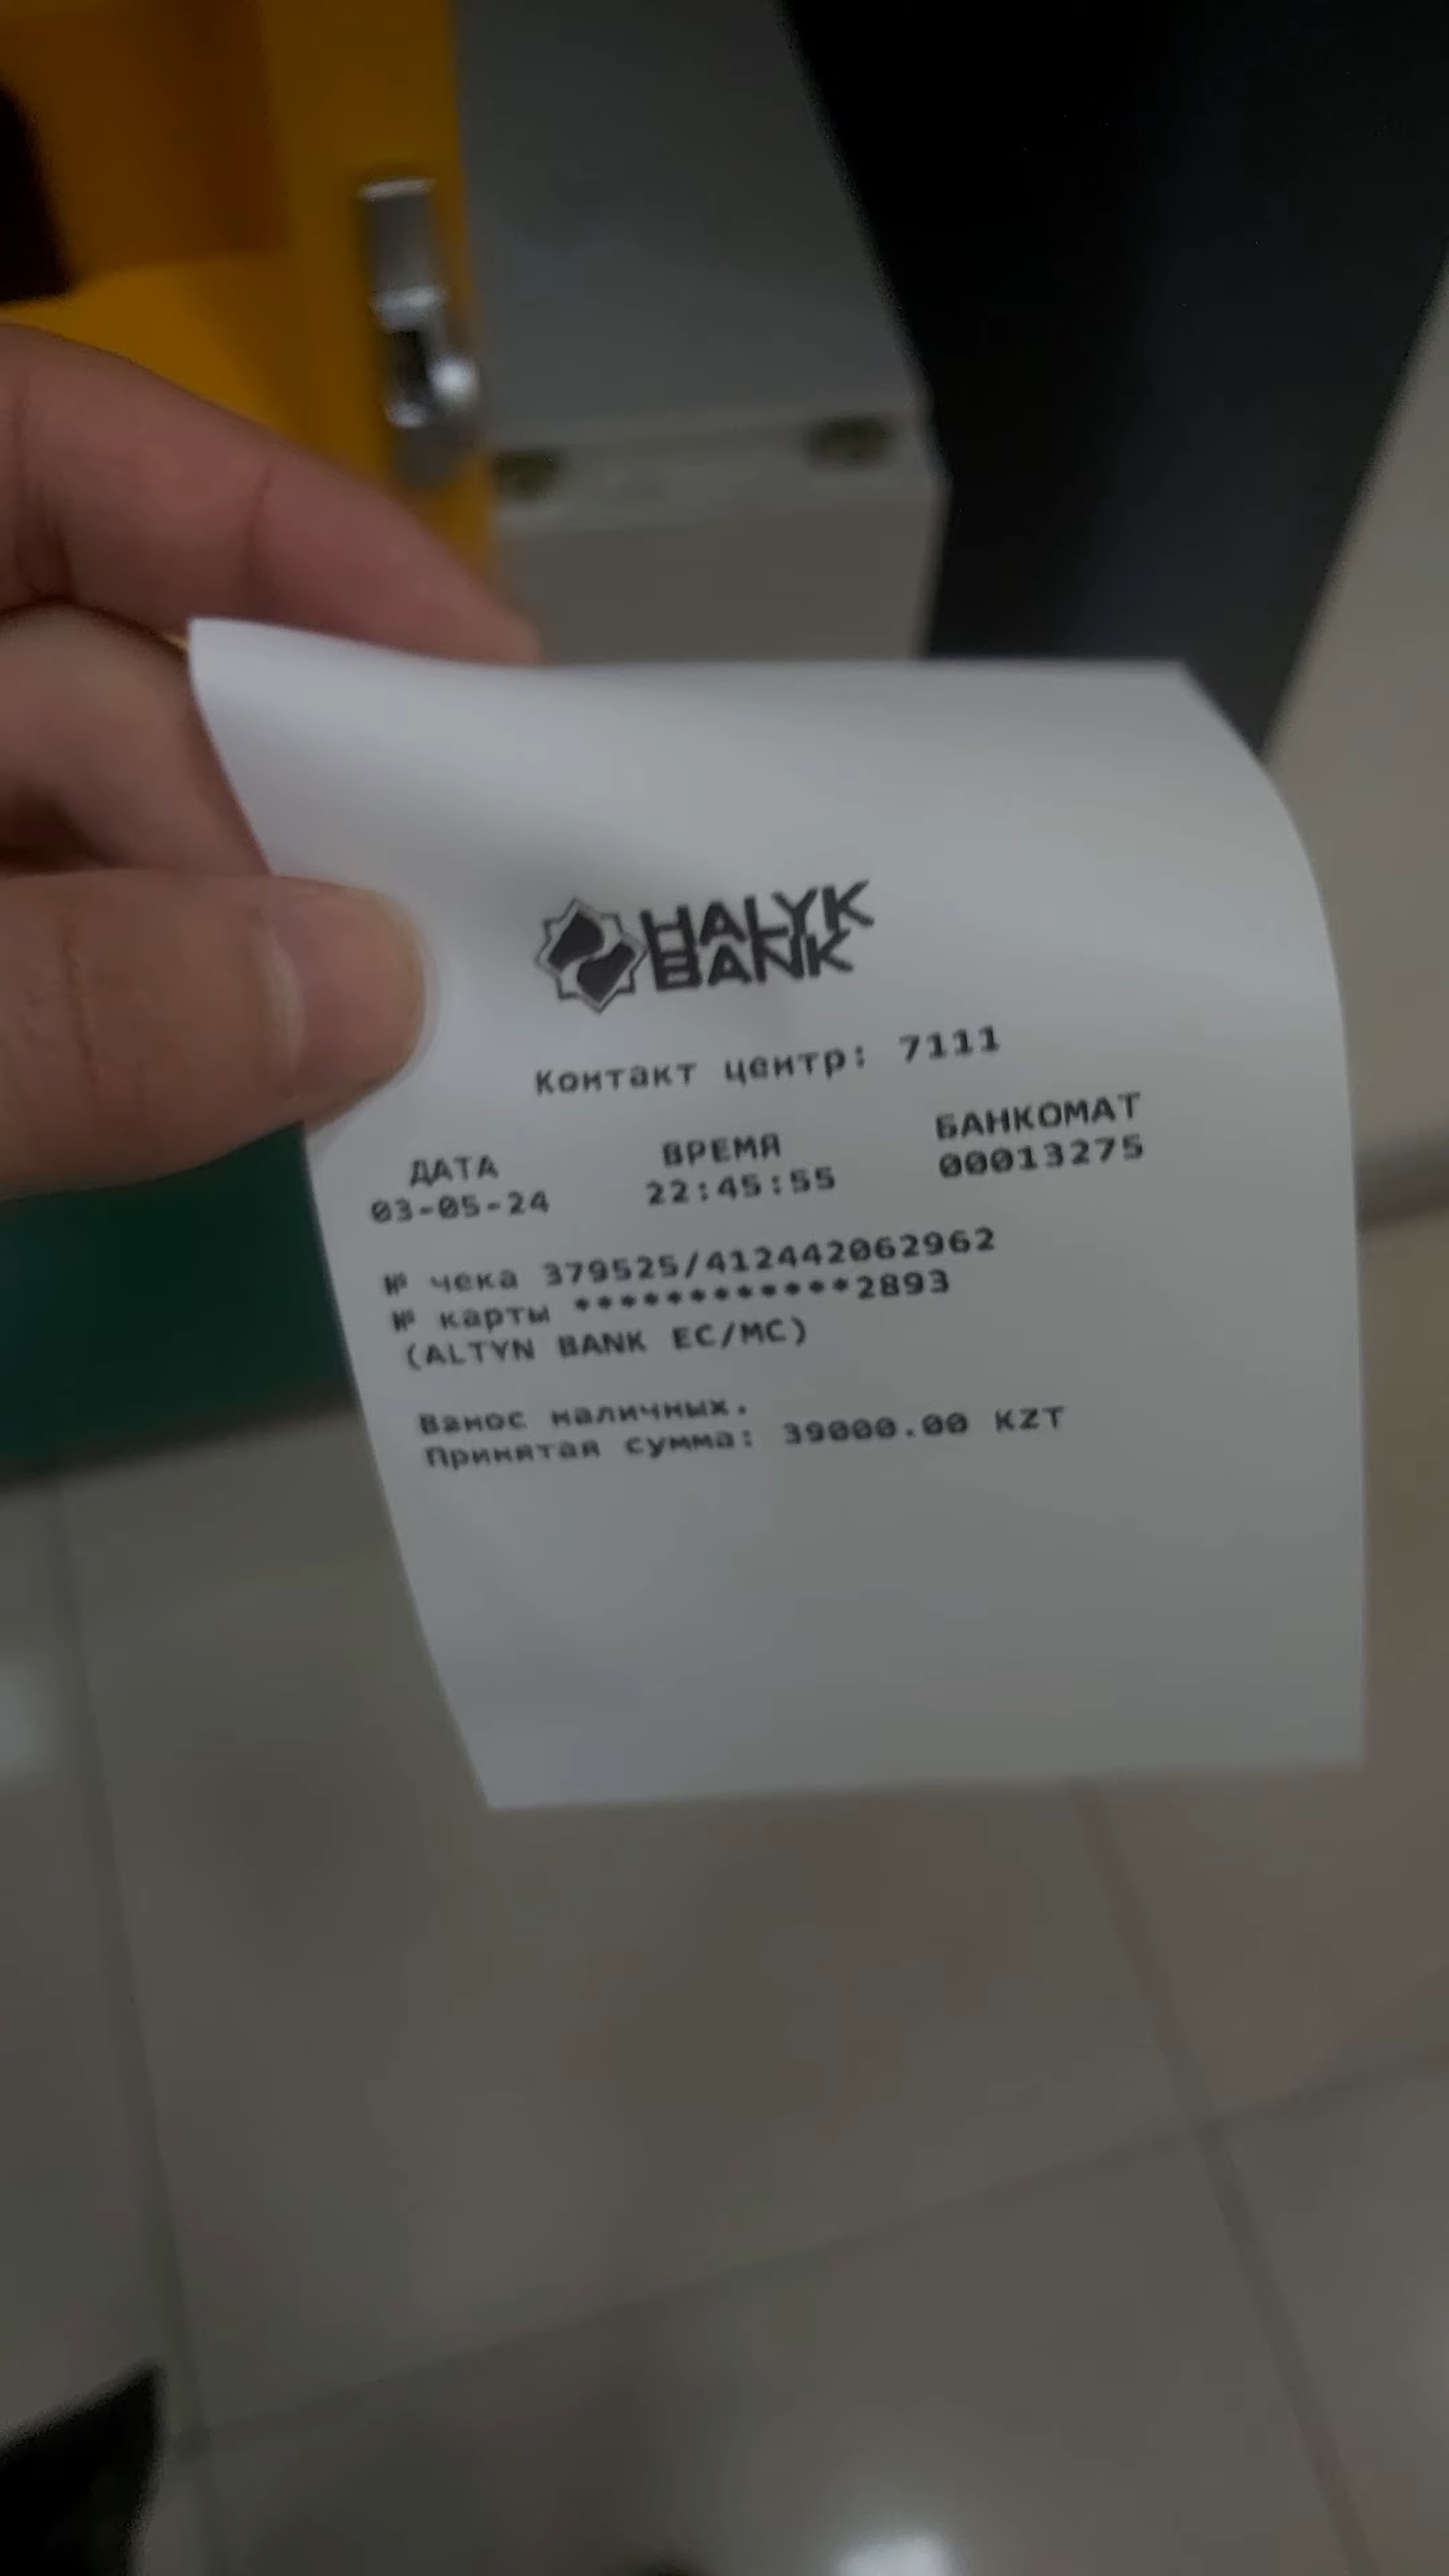 HALYK
BANK
Контакт центр: 7111
ДАТА ВРЕМЯ БАНКОМАТ
03-05-24 22:45:55 00013275
№ чека 379525/412442062962
№ карты ************2893
(ALTYN BANK EC/MC)
Взнос наличных.
Принятая сумма: 39000.00 KZT